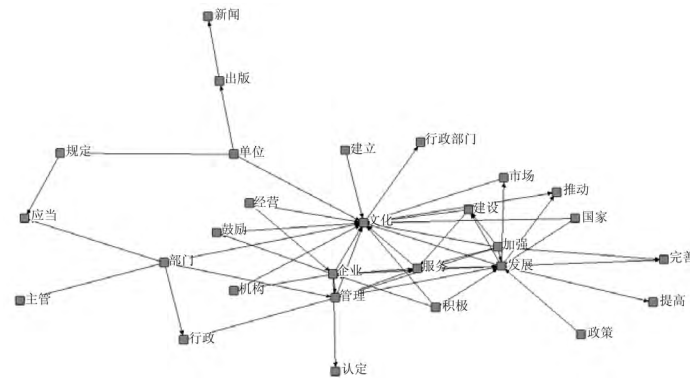 新闻
出版
规定
单位
建立
行政部门
市场
推动
经营
建设
应当
鼓励
文化
国家
加强
部门
企业
服务
发展
完善
主管
机构
管理
积极
提高
行政
政策
认定